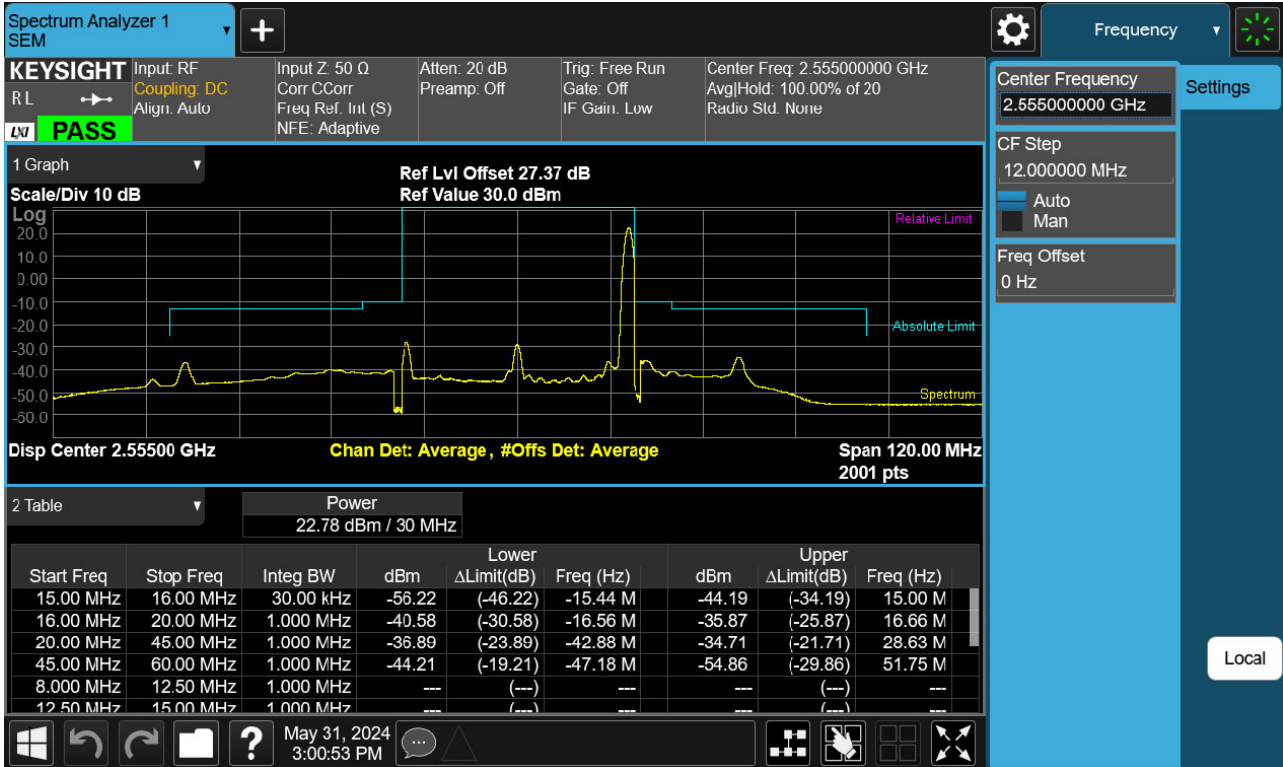 Spectrum Analyzer 1
SEM
+
Frequency
KEYSIGHT
RL
LXI PASS
Input: RF
Coupling: DC
Align: Auto
Input Z: 50 Ω
Corr CCorr
Freq Ref: Int (S)
NFE: Adaptive
Atten: 20 dB
Preamp: Off
Trig: Free Run
Gate: Off
IF Gain: Low
Center Freq: 2.555000000 GHz
Avg|Hold: 100.00% of 20
Radio Std: None
Center Frequency
2.555000000 GHz
Settings
CF Step
12.000000 MHz
Auto
Man
Freq Offset
0 Hz
1 Graph
Scale/Div 10 dB
Ref Lvl Offset 27.37 dB
Ref Value 30.0 dBm
Log
20.0
10.0
0.00
-10.0
-20.0
-30.0
-40.0
-50.0
-60.0
Relative Limit
Absolute Limit
Spectrum
Disp Center 2.55500 GHz
Chan Det: Average , #Offs Det: Average
Span 120.00 MHz
2001 pts
2 Table
Power
22.78 dBm / 30 MHz
Lower Upper
Start Freq Stop Freq Integ BW dBm ΔLimit(dB) Freq (Hz) dBm ΔLimit(dB) Freq (Hz)
15.00 MHz 16.00 MHz 30.00 kHz -56.22 (-46.22) -15.44 M -44.19 (-34.19) 15.00 M
16.00 MHz 20.00 MHz 1.000 MHz -40.58 (-30.58) -16.56 M -35.87 (-25.87) 16.66 M
20.00 MHz 45.00 MHz 1.000 MHz -36.89 (-23.89) -42.88 M -34.71 (-21.71) 28.63 M
45.00 MHz 60.00 MHz 1.000 MHz -44.21 (-19.21) -47.18 M -54.86 (-29.86) 51.75 M
8.000 MHz 12.50 MHz 1.000 MHz --- (---) --- --- (---) ---
12.50 MHz 15.00 MHz 1.000 MHz --- (---) --- --- (---) ---
Local
?
May 31, 2024
3:00:53 PM